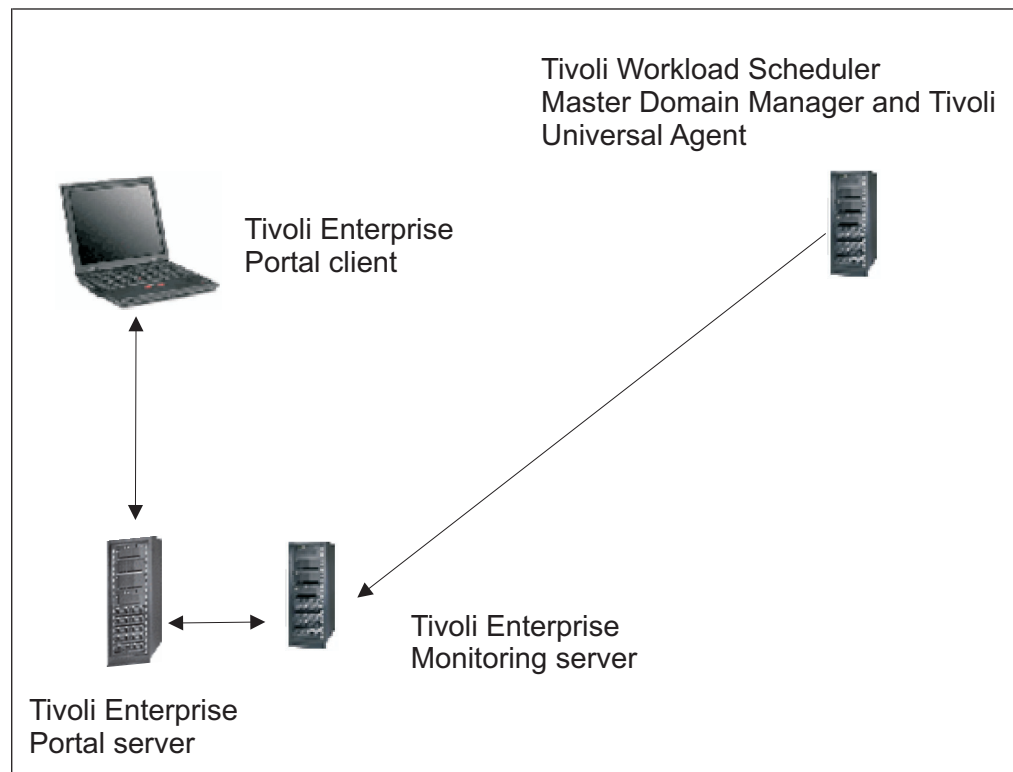 Tivoli Workload Scheduler
Master Domain Manager and Tivoli
Universal Agent
Tivoli Enterprise
Portal client
Tivoli Enterprise
Monitoring server
Tivoli Enterprise
Portal server